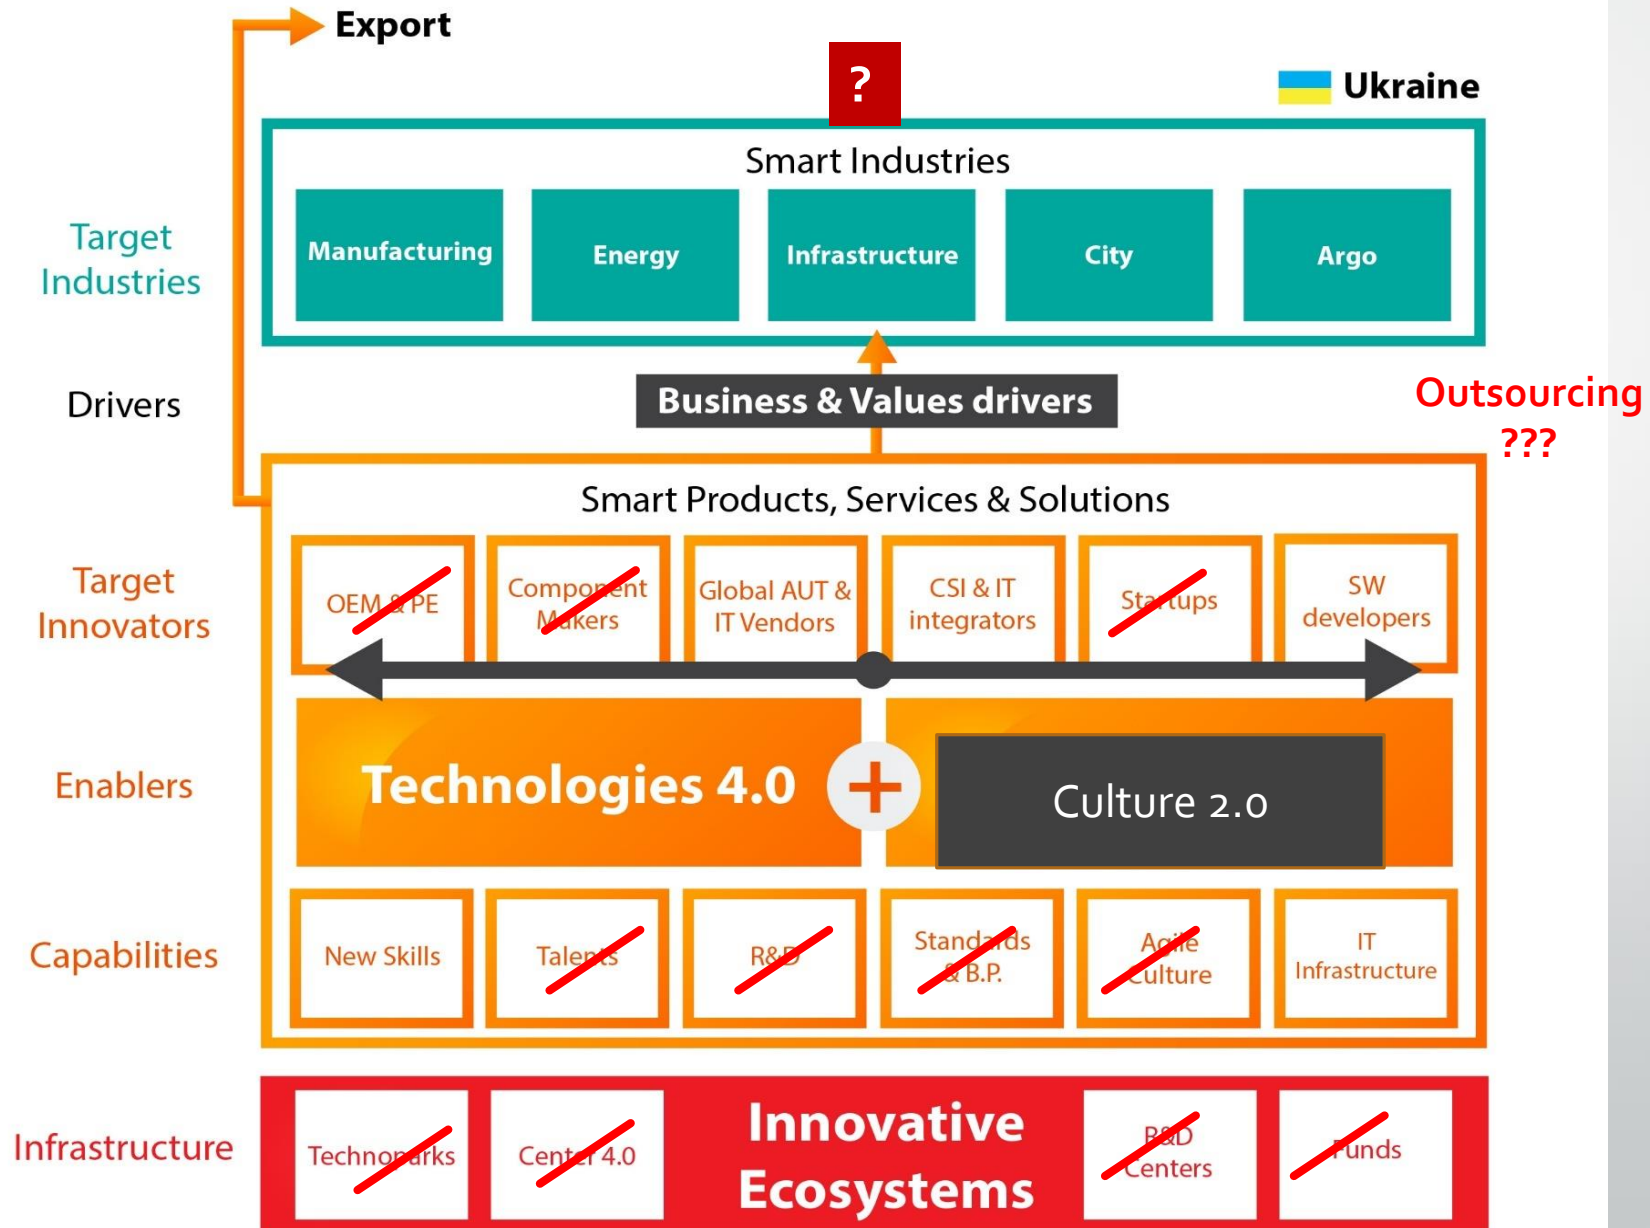 Export
?
Ukraine
Smart Industries
Target
Industries
Manufacturing
Energy
Infrastructure
City
Argo
Drivers
Business & Values drivers
Outsourcing
???
Smart Products, Services & Solutions
Target
Innovators
OEM & PE
Component
Makers
Global AUT &
IT Vendors
CSI & IT
integrators
Startups
SW
developers
Enablers
Technologies 4.0
+
Culture 2.0
Capabilities
New Skills
Talents
R&D
Standards
& B.P.
Agile
Culture
IT
Infrastructure
Infrastructure
Technoparks
Center 4.0
Innovative
Ecosystems
R&D
Centers
Funds